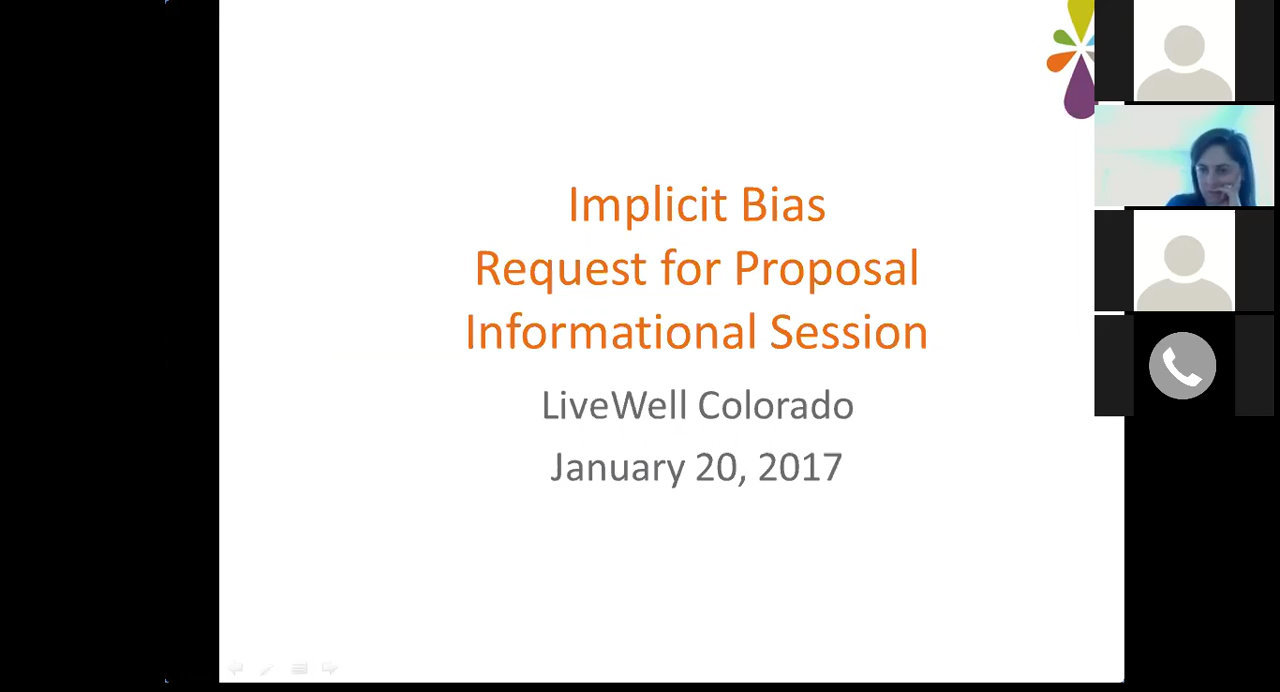 Implicit Bias
Request for Proposal
Informational Session
LiveWell Colorado
January 20, 2017